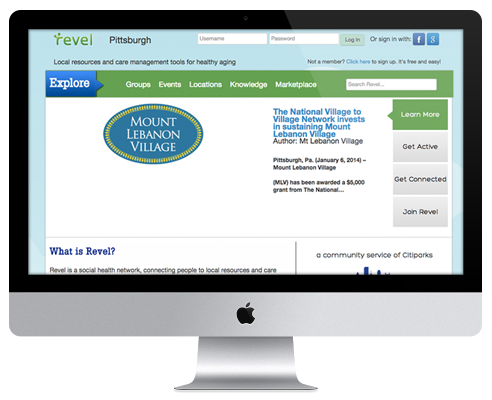 revel Pittsburgh Username Password Log In Or sign in with: f g
Local resources and care management tools for healthy aging Not a member? Click here to sign up. It's free and easy!
Explore Groups Events Locations Knowledge Marketplace Search Revel...
MOUNT
LEBANON
VILLAGE
The National Village to
Village Network invests
in sustaining Mount
Lebanon Village
Author: Mt Lebanon Village
Pittsburgh, Pa. (January 6, 2014) –
Mount Lebanon Village
(MLV) has been awarded a $5,000
grant from The National...
Learn More
Get Active
Get Connected
Join Revel
What is Revel?
Revel is a social health network, connecting people to local resources and care
a community service of Citiparks